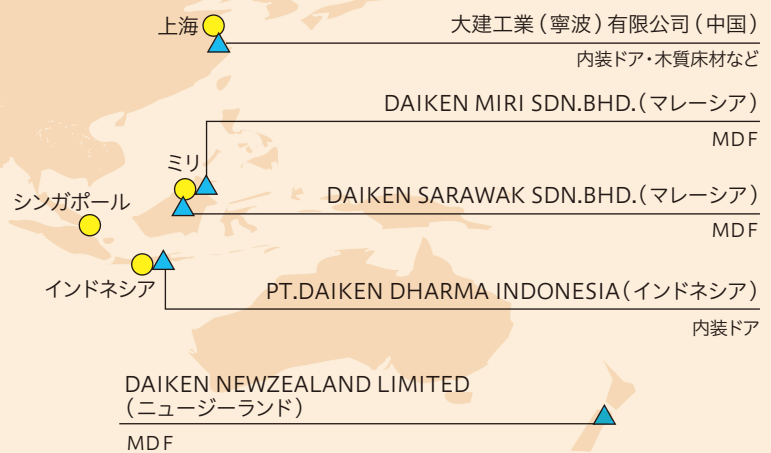 上海
大建工業(寧波)有限公司(中国)
内装ドア・木質床材など
DAIKEN MIRI SDN.BHD.(マレーシア)
MDF
ミリ
DAIKEN SARAWAK SDN.BHD.(マレーシア)
シンガポール
MDF
インドネシア
PT.DAIKEN DHARMA INDONESIA(インドネシア)
内装ドア
DAIKEN NEWZEALAND LIMITED
(ニュージーランド)
MDF